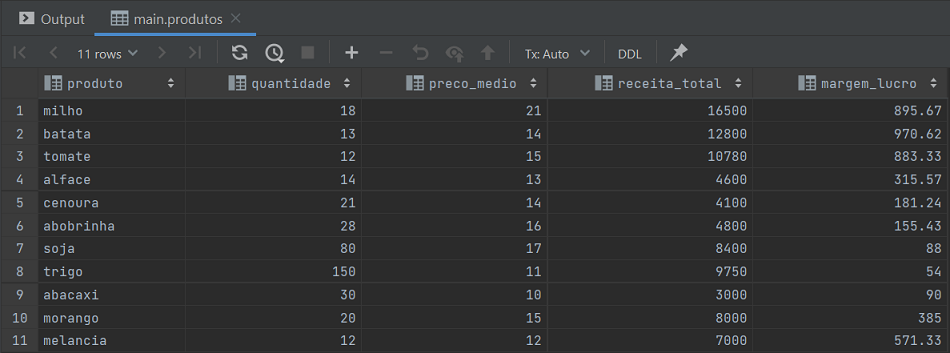 Output main.produtos
11 rows Tx: Auto DDL
produto quantidade preco_medio receita_total margem_lucro
1 milho 18 21 16500 895.67
2 batata 13 14 12800 970.62
3 tomate 12 15 10780 883.33
4 alface 14 13 4600 315.57
5 cenoura 21 14 4100 181.24
6 abobrinha 28 16 4800 155.43
7 soja 80 17 8400 88
8 trigo 150 11 9750 54
9 abacaxi 30 10 3000 90
10 morango 20 15 8000 385
11 melancia 12 12 7000 571.33